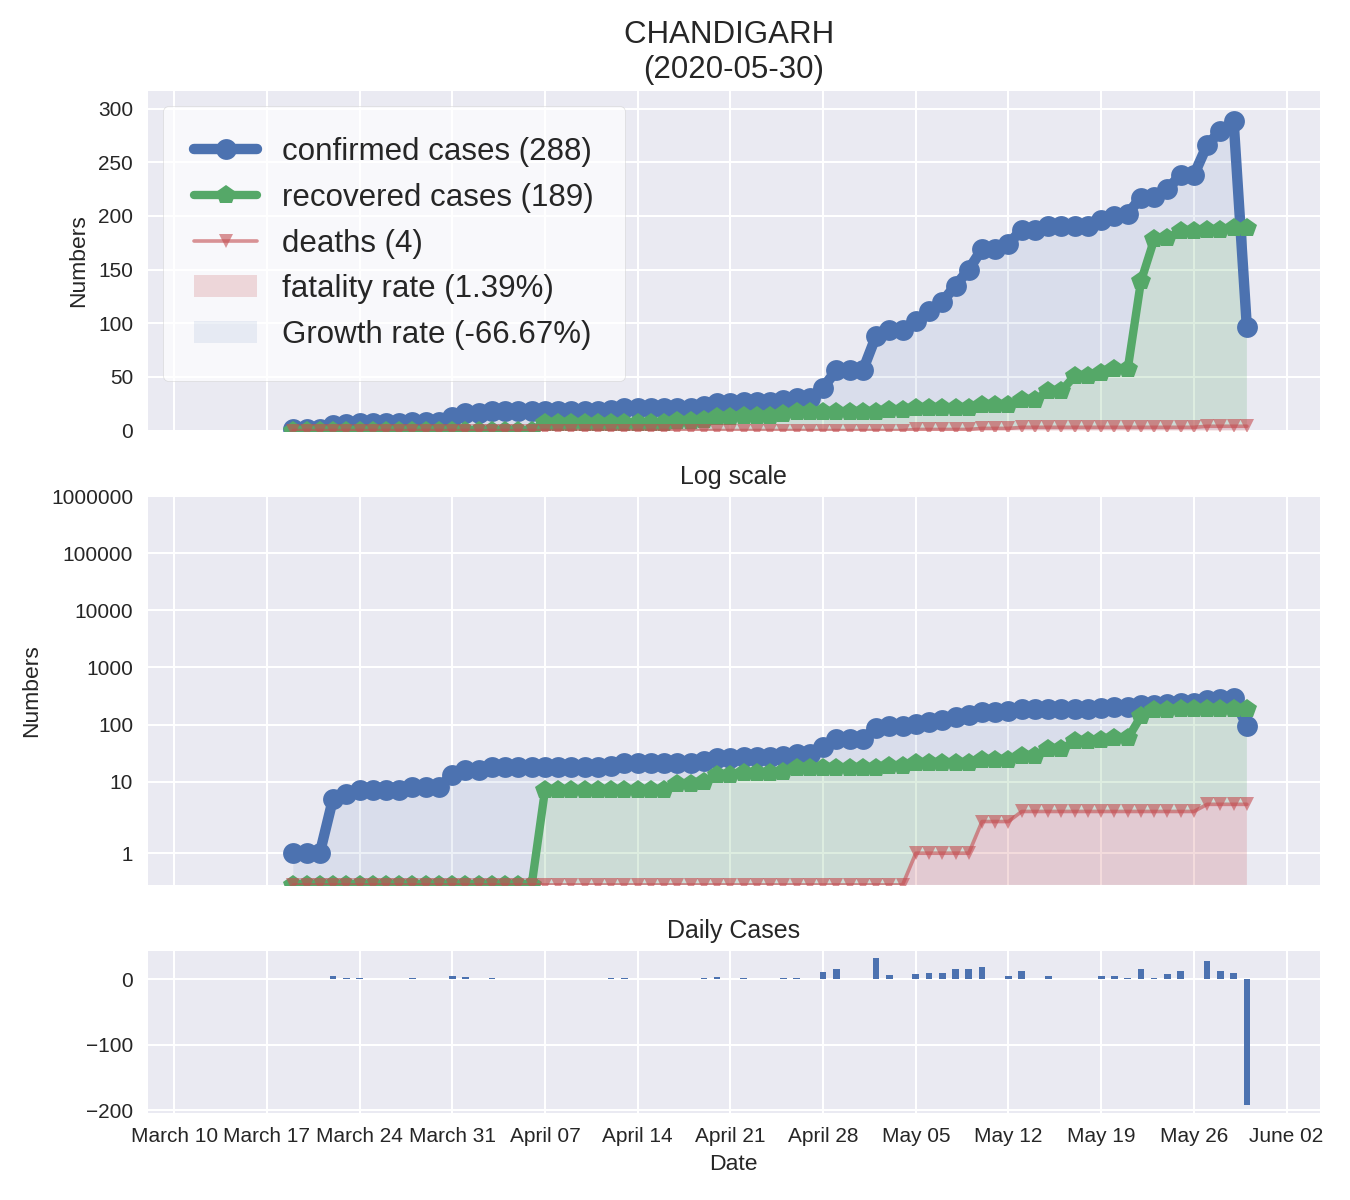 CHANDIGARH
(2020-05-30)
300
250
200
150
100
50
0
Numbers
confirmed cases (288)
recovered cases (189)
deaths (4)
fatality rate (1.39%)
Growth rate (-66.67%)
Log scale
1000000
100000
10000
1000
100
10
1
Numbers
Daily Cases
0
−100
−200
March 10 March 17 March 24 March 31 April 07 April 14 April 21 April 28 May 05 May 12 May 19 May 26 June 02
Date